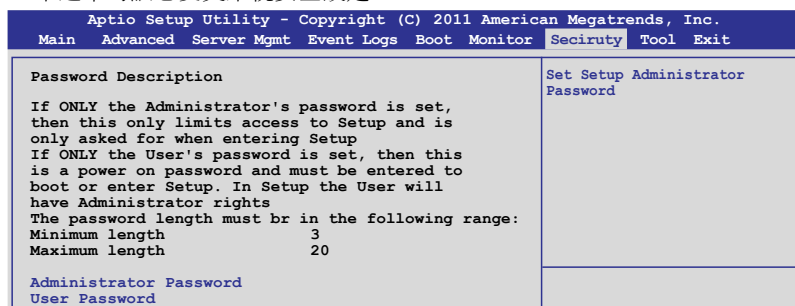 Aptio Setup Utility - Copyright (C) 2011 American Megatrends, Inc.
Main Advanced Server Mgmt Event Logs Boot Monitor Seciruty Tool Exit
Password Description
If ONLY the Administrator's password is set,
then this only limits access to Setup and is
only asked for when entering Setup
If ONLY the User's password is set, then this
is a power on password and must be entered to
boot or enter Setup. In Setup the User will
have Administrator rights
The password length must br in the following range:
Minimum length 3
Maximum length 20
Administrator Password
User Password
Set Setup Administrator
Password